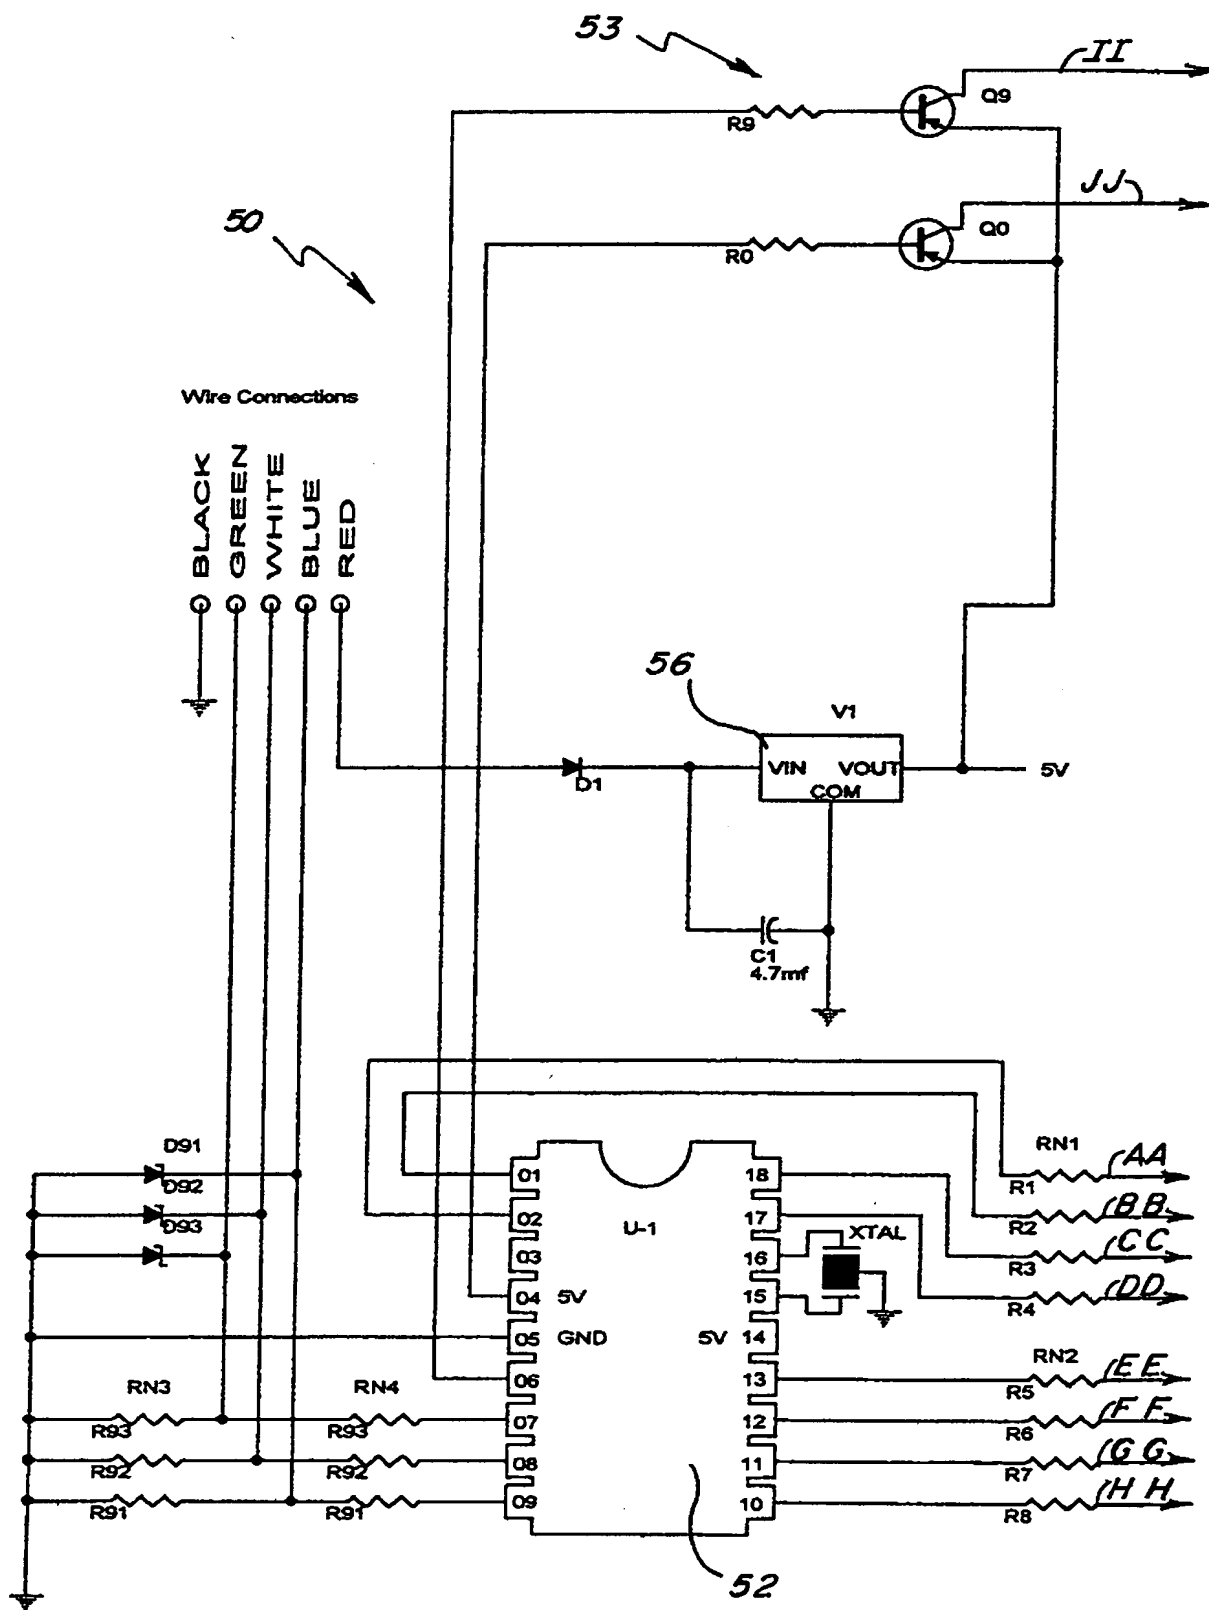 53
II
Q9
R9
JJ
50
Q0
R0
Wire Connections
BLACK
GREEN
WHITE
BLUE
RED
56
V1
VIN
VOUT
5V
D1
COM
C1
4.7mf
D91
D92
D93
RN1
AA
R1
BB
R2
CC
R3
DD
R4
U-1
XTAL
01
18
02
17
03
16
04
5V
15
05
GND
5V
14
RN3
RN4
06
13
RN2
EE
R5
R93
R93
07
12
FF
R6
R92
R92
08
11
GG
R7
R91
R91
09
10
HH
R8
52